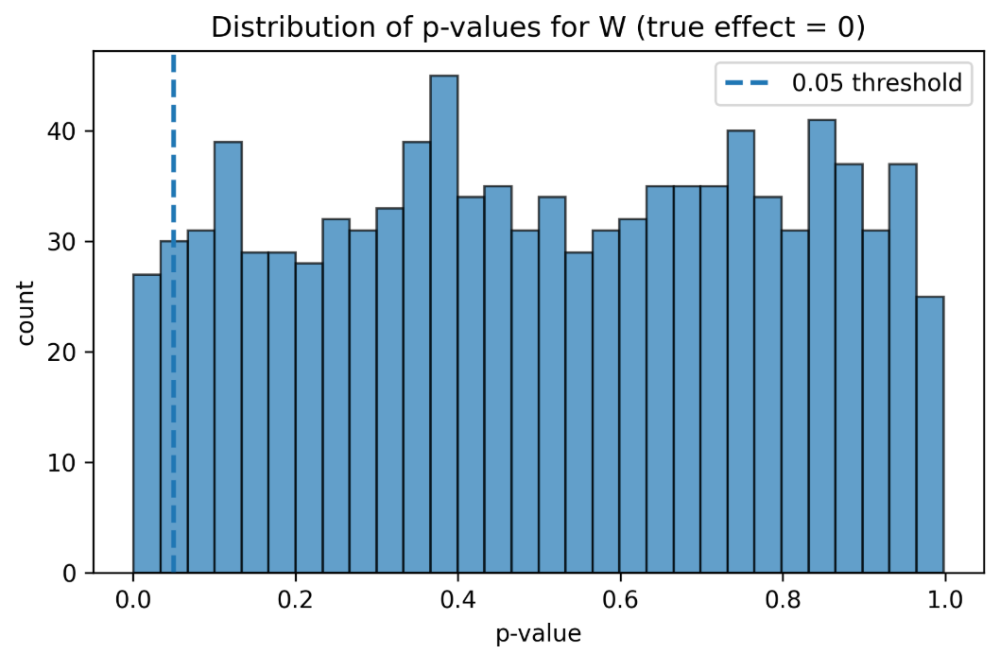 Distribution of p-values for W (true effect = 0)
0.05 threshold
40
30
20
10
0
count
0.0 0.2 0.4 0.6 0.8 1.0
p-value